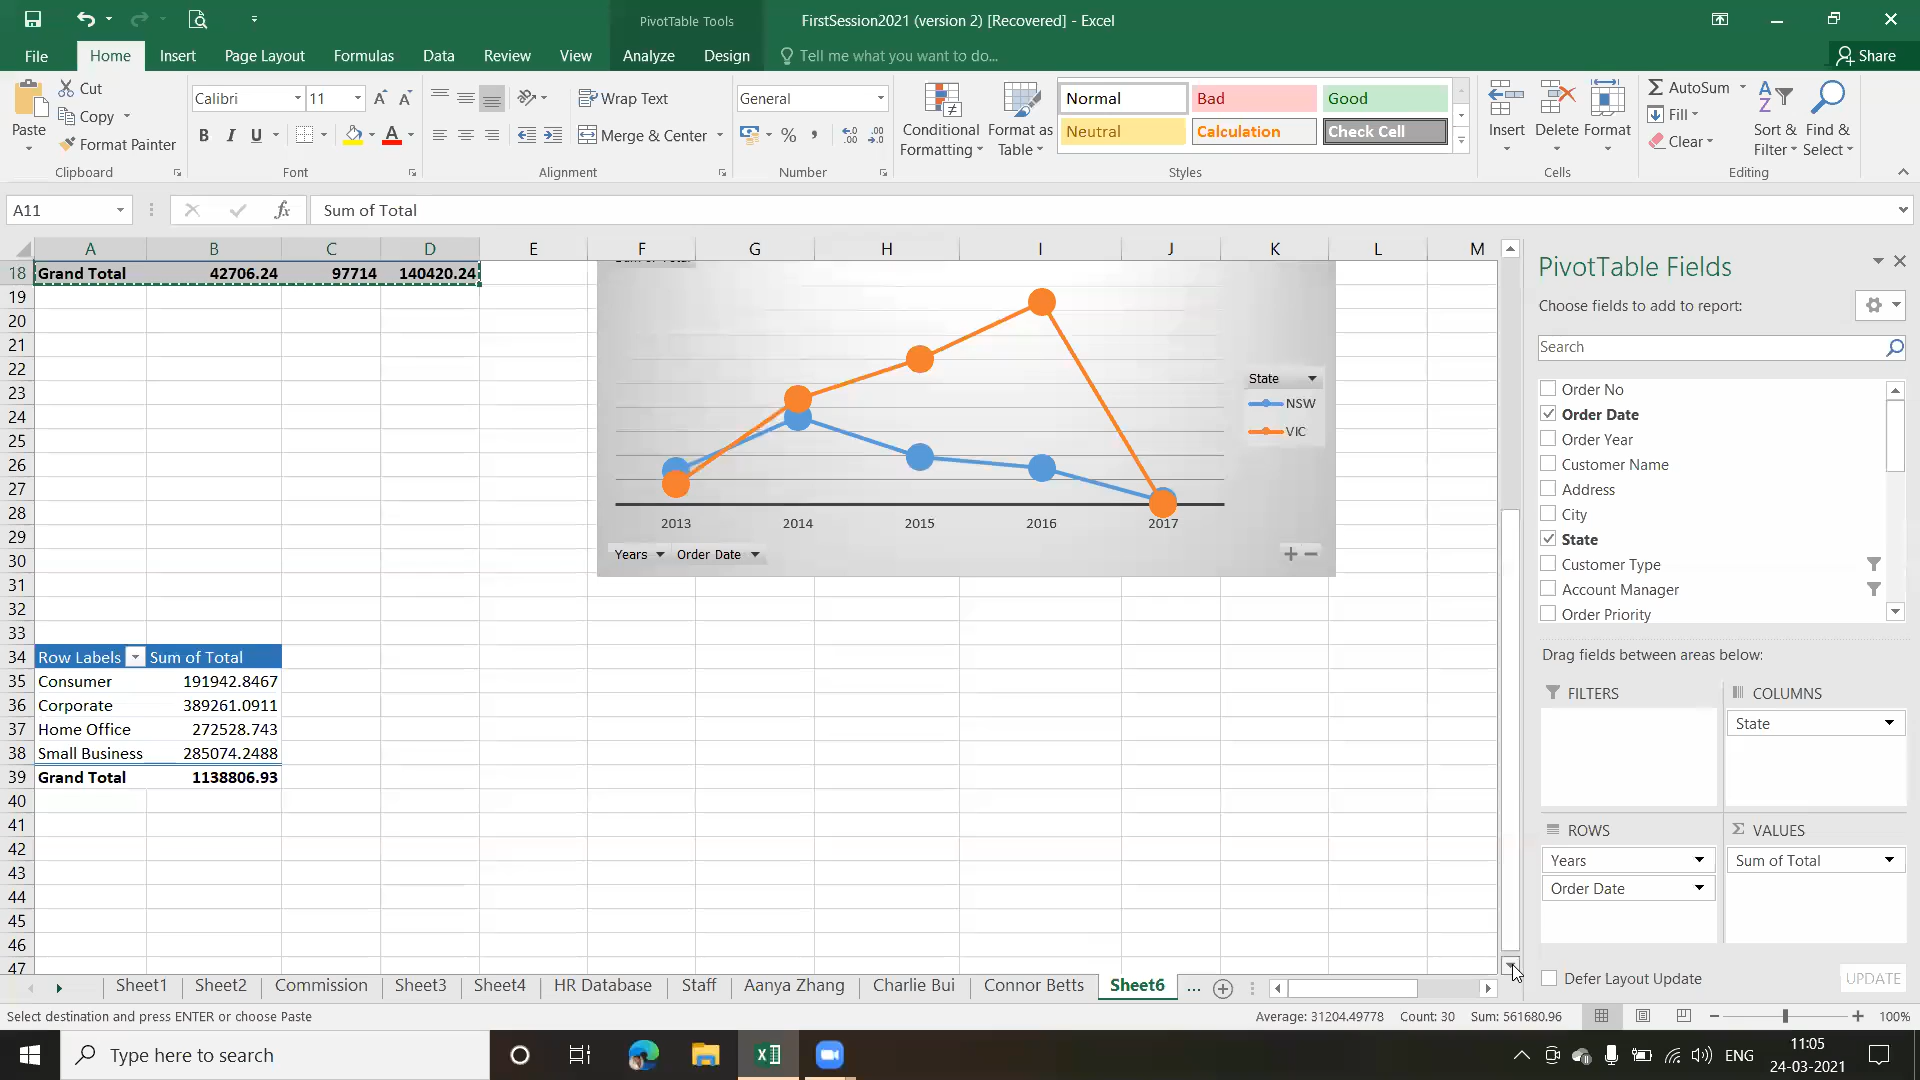 PivotTable Tools
FirstSession2021 (version 2) [Recovered] - Excel
File Home Insert Page Layout Formulas Data Review View Analyze Design Tell me what you want to do... Share
Paste
Cut
Copy
Format Painter
Clipboard
Calibri 11
B I U
Font
Wrap Text
Merge & Center
Alignment
General
Number
Conditional Formatting
Format as Table
Normal Bad Good
Neutral Calculation Check Cell
Styles
Insert Delete Format
Cells
AutoSum
Fill
Clear
Sort & Filter
Find & Select
Editing
A11 fx Sum of Total
A B C D E F G H I J K L M
18 Grand Total 42706.24 97714 140420.24
19
20
21
22
23
24
25
26
27
28
29
30
31
32
33
34 Row Labels Sum of Total
35 Consumer 191942.8467
36 Corporate 389261.0911
37 Home Office 272528.743
38 Small Business 285074.2488
39 Grand Total 1138806.93
40
41
42
43
44
45
46
47
State
NSW
VIC
2013 2014 2015 2016 2017
Years Order Date
PivotTable Fields
Choose fields to add to report:
Search
Order No
Order Date
Order Year
Customer Name
Address
City
State
Customer Type
Account Manager
Order Priority
Drag fields between areas below:
FILTERS
COLUMNS
State
ROWS
Years
Order Date
VALUES
Sum of Total
Defer Layout Update UPDATE
Sheet1 Sheet2 Commission Sheet3 Sheet4 HR Database Staff Aanya Zhang Charlie Bui Connor Betts Sheet6 ...
Select destination and press ENTER or choose Paste
Average: 31204.49778 Count: 30 Sum: 561680.96 100%
Type here to search
ENG
11:05
24-03-2021